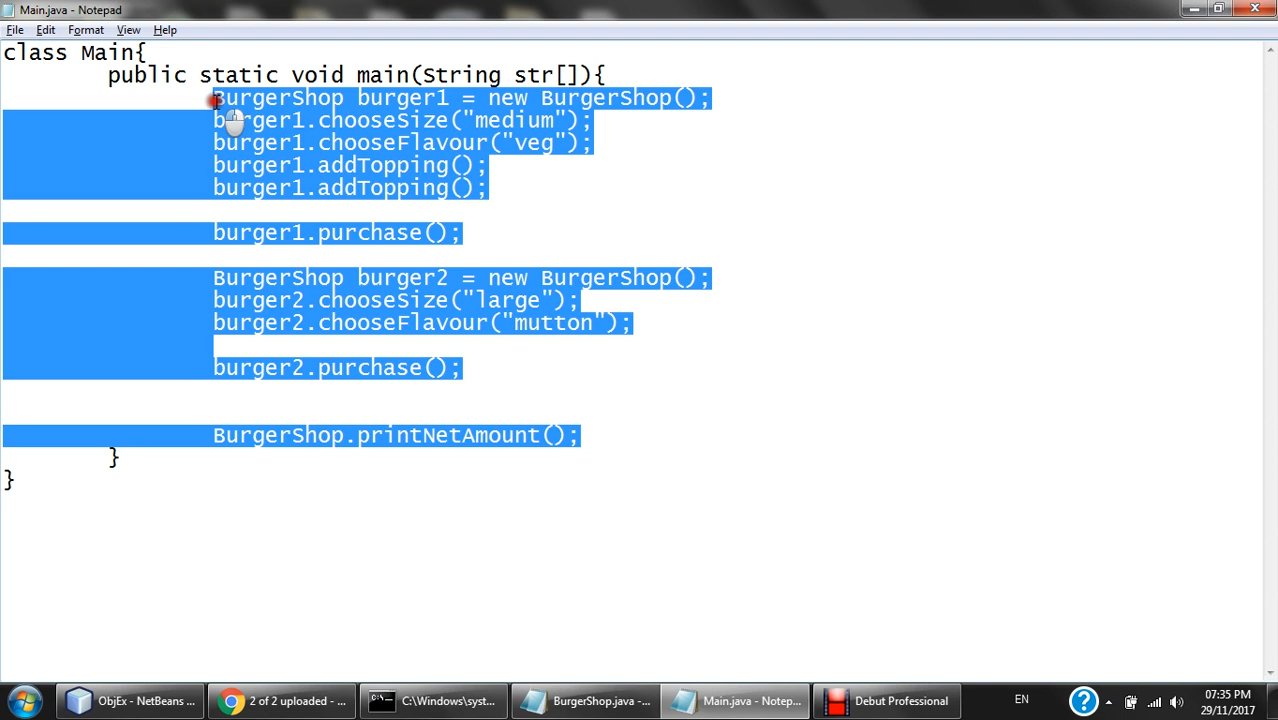 Main.java - Notepad
File Edit Format View Help
class Main{
public static void main(String str[]){
BurgerShop burger1 = new BurgerShop();
burger1.chooseSize("medium");
burger1.chooseFlavour("veg");
burger1.addTopping();
burger1.addTopping();
burger1.purchase();
BurgerShop burger2 = new BurgerShop();
burger2.chooseSize("large");
burger2.chooseFlavour("mutton");
burger2.purchase();
BurgerShop.printNetAmount();
}
}
ObjEx - NetBeans ... 2 of 2 uploaded - ... C:\Windows\syst... BurgerShop.java -... Main.java - Notep... Debut Professional EN 07:35 PM
29/11/2017